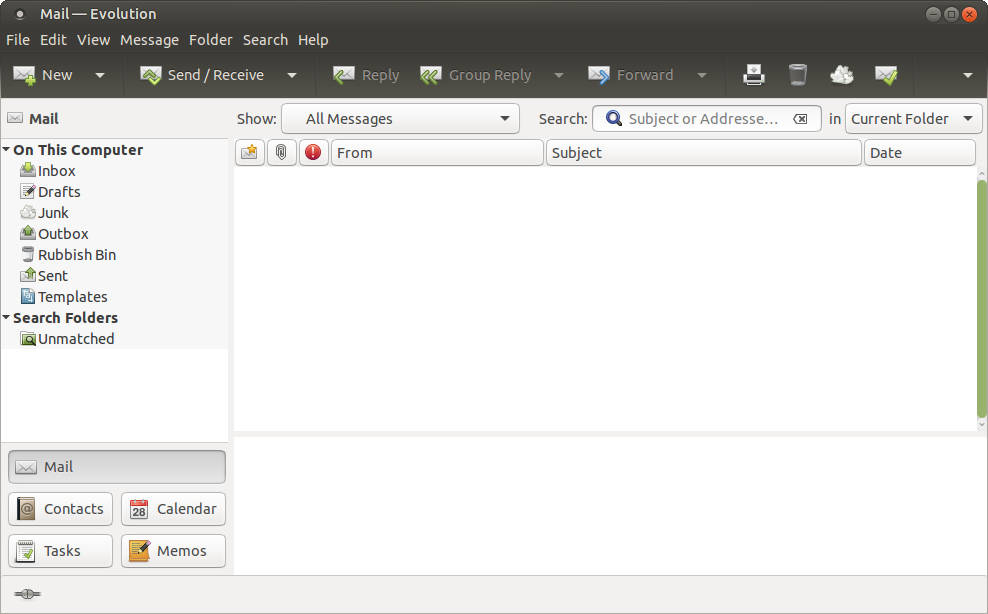 Mail — Evolution
File Edit View Message Folder Search Help
New Send / Receive Reply Group Reply Forward
Mail Show: All Messages Search: Subject or Addresse… in Current Folder
From Subject Date
On This Computer
Inbox
Drafts
Junk
Outbox
Rubbish Bin
Sent
Templates
Search Folders
Unmatched
Mail
Contacts 28 Calendar
Tasks Memos